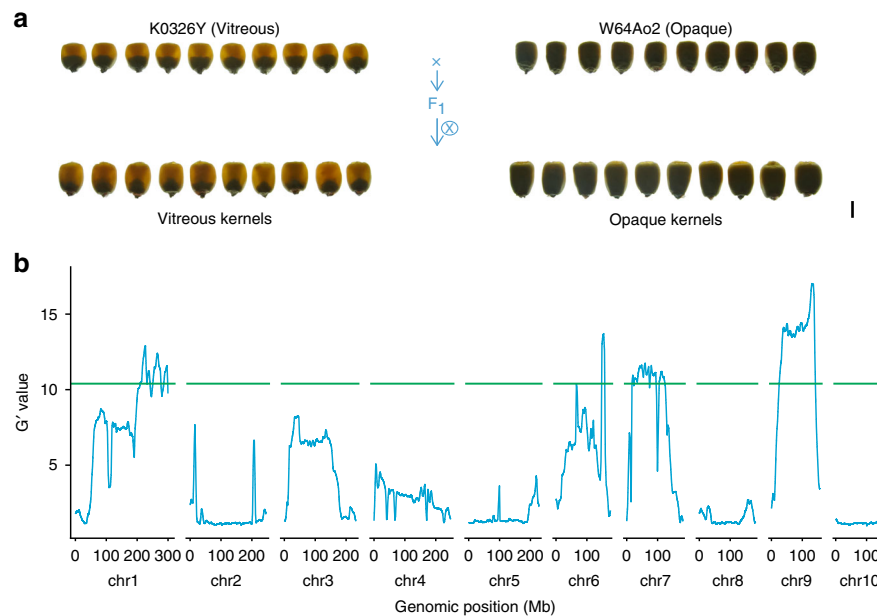 a
K0326Y (Vitreous)
W64Ao2 (Opaque)
×
F1
Vitreous kernels
Opaque kernels
b
G′ value
15
10
5
0 100 200 300
0 100 200
0 100 200
0 100 200
0 100 200
0 100
0 100
0 100
0 100
0 100
chr1 chr2 chr3 chr4 chr5 chr6 chr7 chr8 chr9 chr10
Genomic position (Mb)